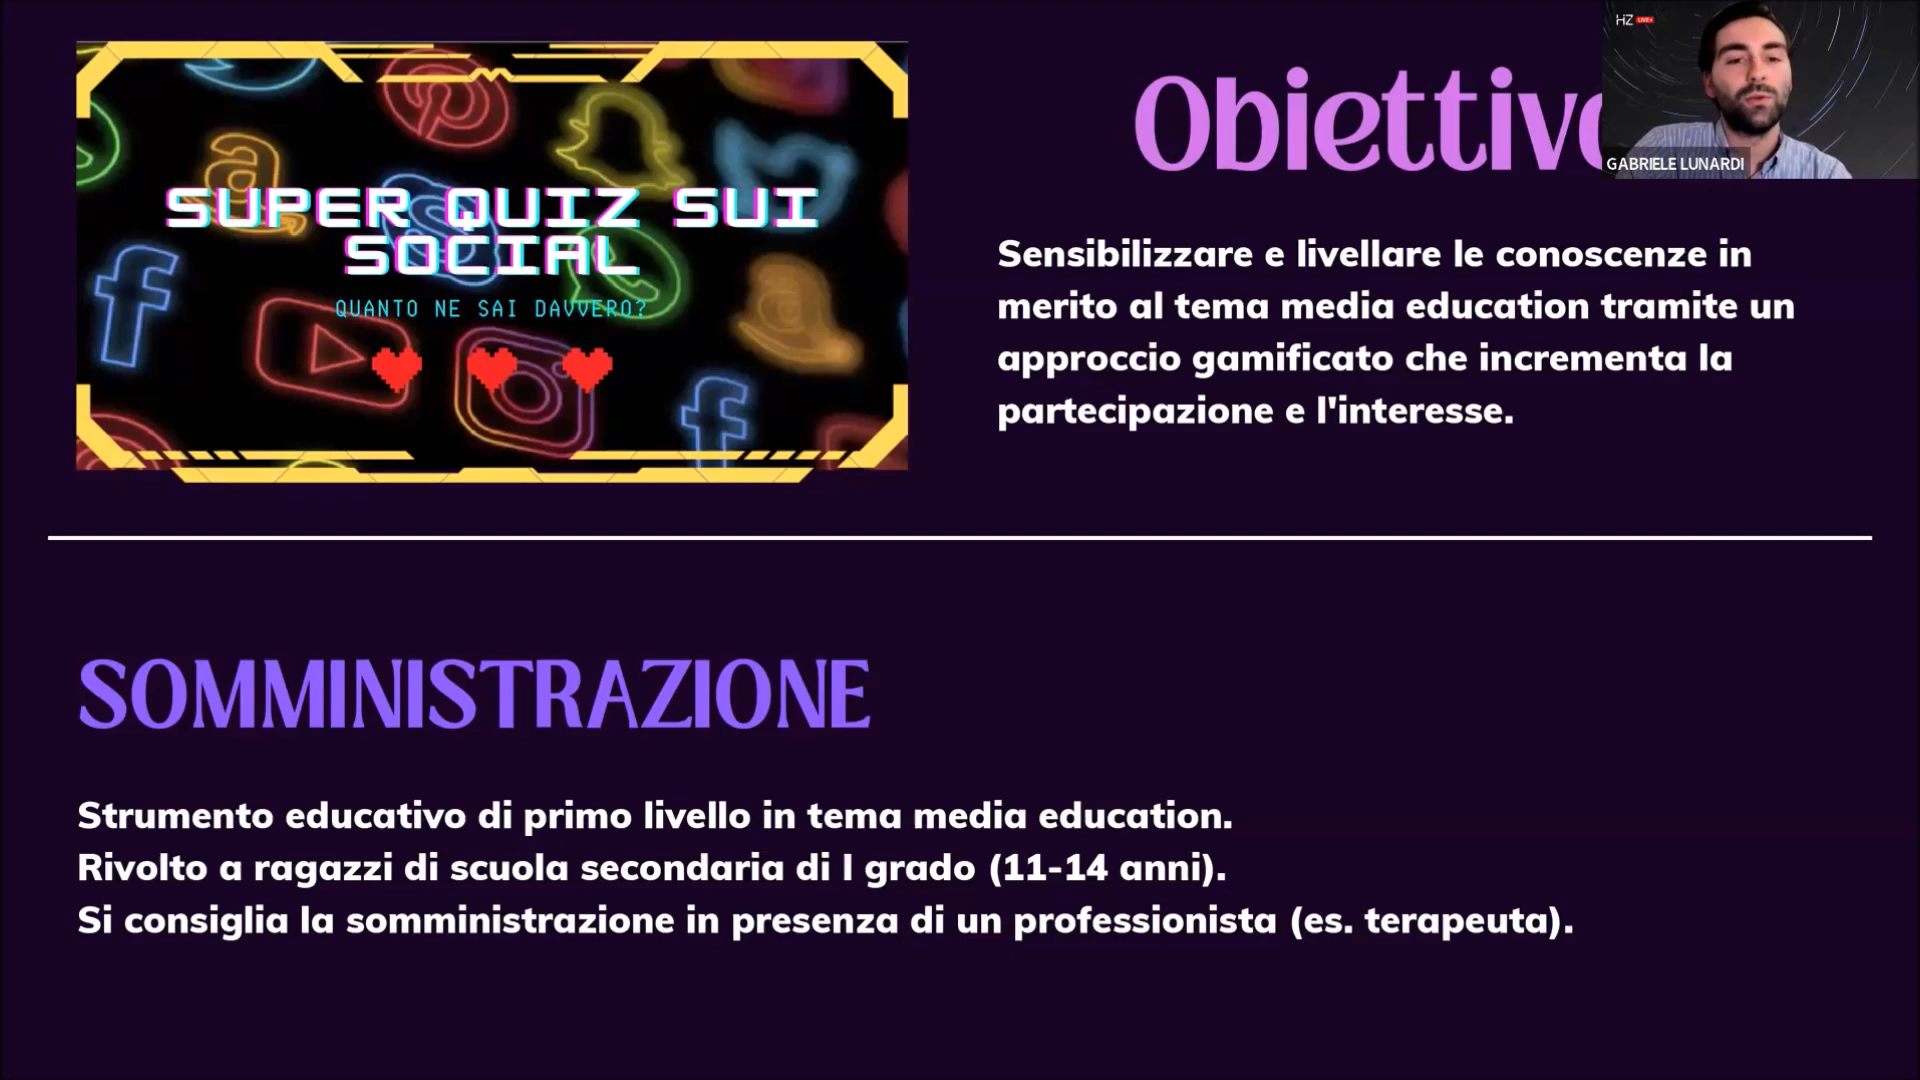 SUPER QUIZ SUI
SOCIAL
QUANTO NE SAI DAVVERO?
Obiettivo
HZ LIVE+
GABRIELE LUNARDI
Sensibilizzare e livellare le conoscenze in
merito al tema media education tramite un
approccio gamificato che incrementa la
partecipazione e l'interesse.
SOMMINISTRAZIONE
Strumento educativo di primo livello in tema media education.
Rivolto a ragazzi di scuola secondaria di I grado (11-14 anni).
Si consiglia la somministrazione in presenza di un professionista (es. terapeuta).